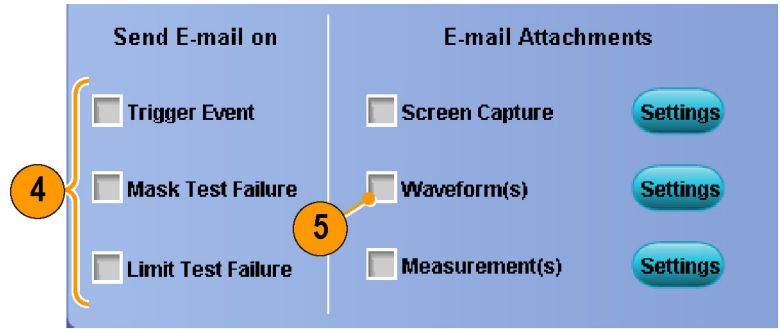 Send E-mail on
E-mail Attachments
Trigger Event
Screen Capture
Settings
4
Mask Test Failure
Waveform(s)
Settings
5
Limit Test Failure
Measurement(s)
Settings